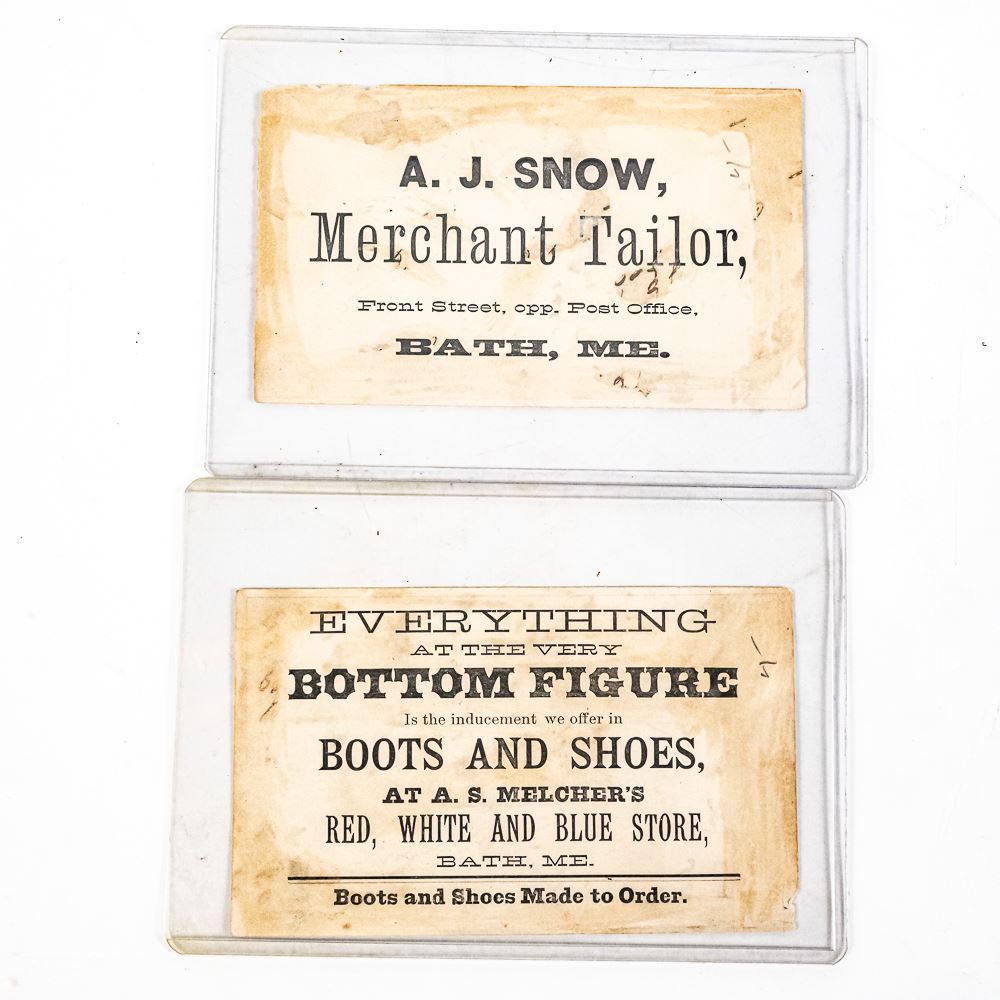 A. J. SNOW,
Merchant Tailor,
Front Street, opp. Post Office,
BATH, ME.
EVERYTHING
AT THE VERY
BOTTOM FIGURE
Is the inducement we offer in
BOOTS AND SHOES,
AT A. S. MELCHER'S
RED, WHITE AND BLUE STORE,
BATH, ME.
Boots and Shoes Made to Order.